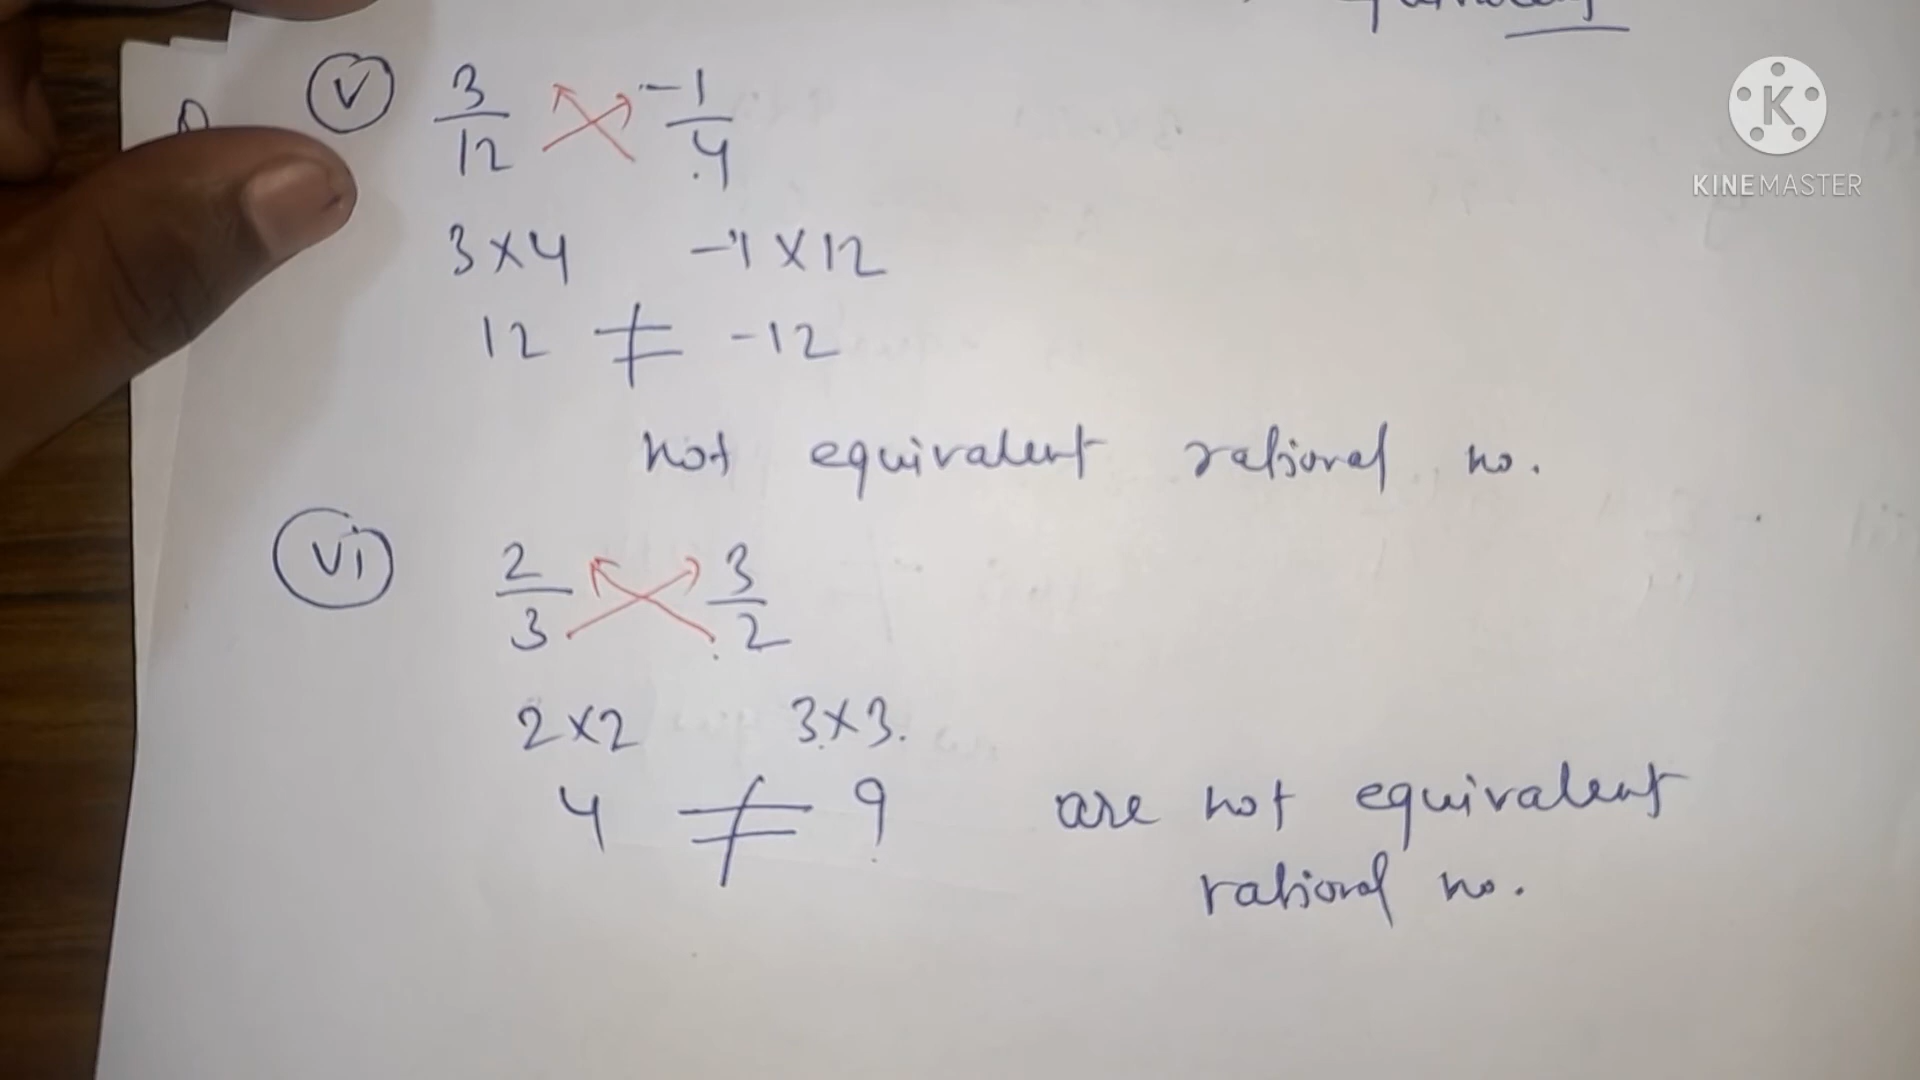 V 3/12 -1/4
3 × 4 -1 × 12
12 ≠ -12
not equivalent rational no.
Vi 2/3 3/2
2 × 2 3 × 3.
4 ≠ 9 are not equivalent
rational no.
K
KINEMASTER